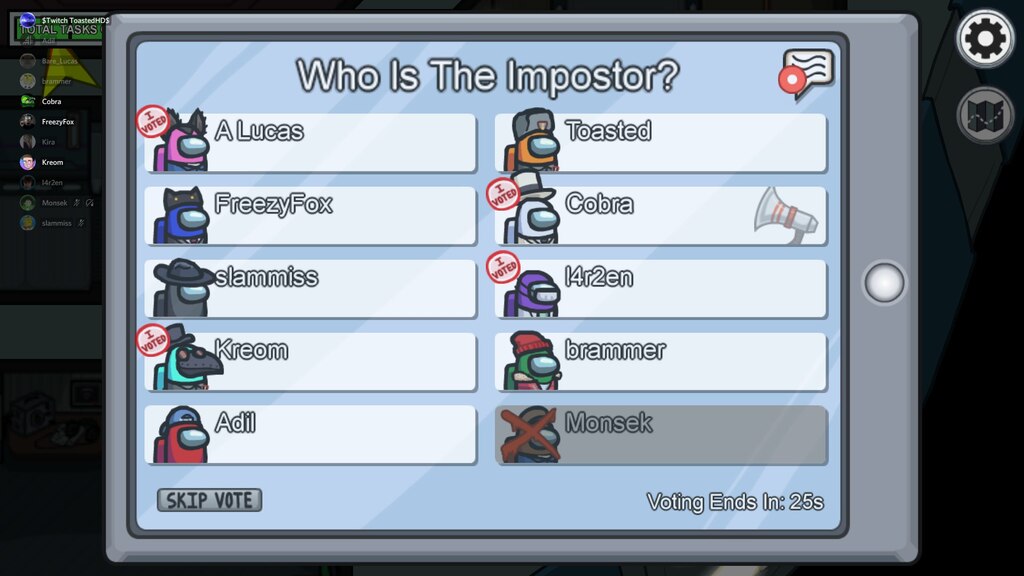 $Twitch ToastedHD$
TOTAL TASKS
Adil
Bare_Lucas
brammer
Cobra
FreezyFox
Kira
Kreom
l4r2en
Monsek
slammiss
Who Is The Impostor?
I VOTED
A Lucas
Toasted
FreezyFox
I VOTED
Cobra
slammiss
I VOTED
l4r2en
I VOTED
Kreom
brammer
Adil
Monsek
SKIP VOTE
Voting Ends In: 25s